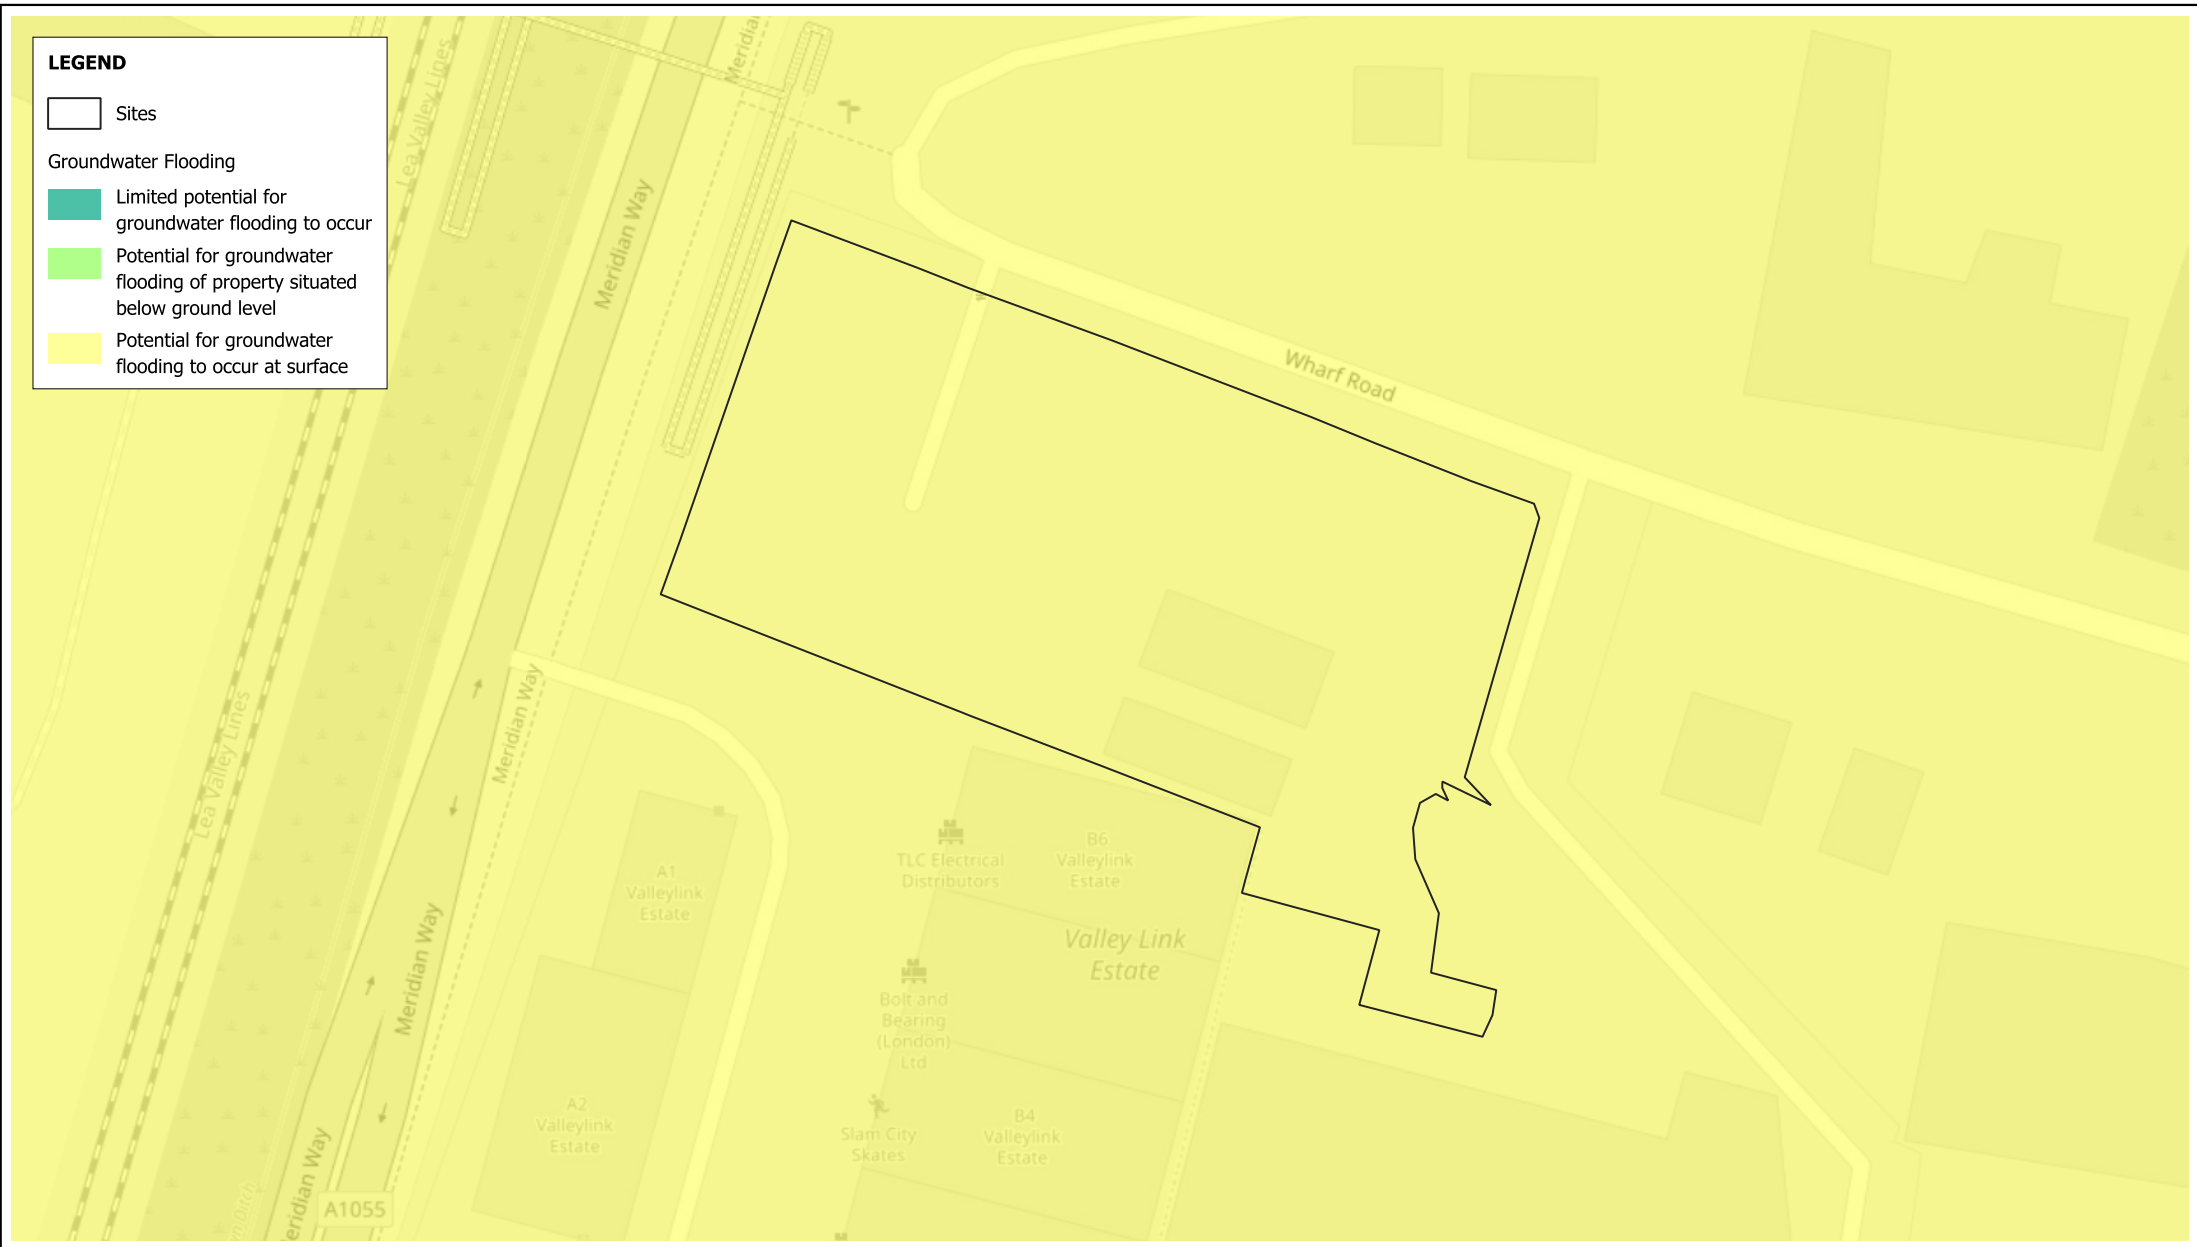 LEGEND
Sites
Groundwater Flooding
Limited potential for
groundwater flooding to occur
Potential for groundwater
flooding of property situated
below ground level
Potential for groundwater
flooding to occur at surface
Lea Valley Lines
Meridian Way
Wharf Road
Lea Valley Lines
Meridian Way
TLC Electrical
Distributors
B6
Valleylink
Estate
A1
Valleylink
Estate
Meridian Way
Valley Link
Estate
Bolt and
Bearing
(London)
Ltd
A2
Valleylink
Estate
Slam City
Skates
B4
Valleylink
Estate
Way
A1055